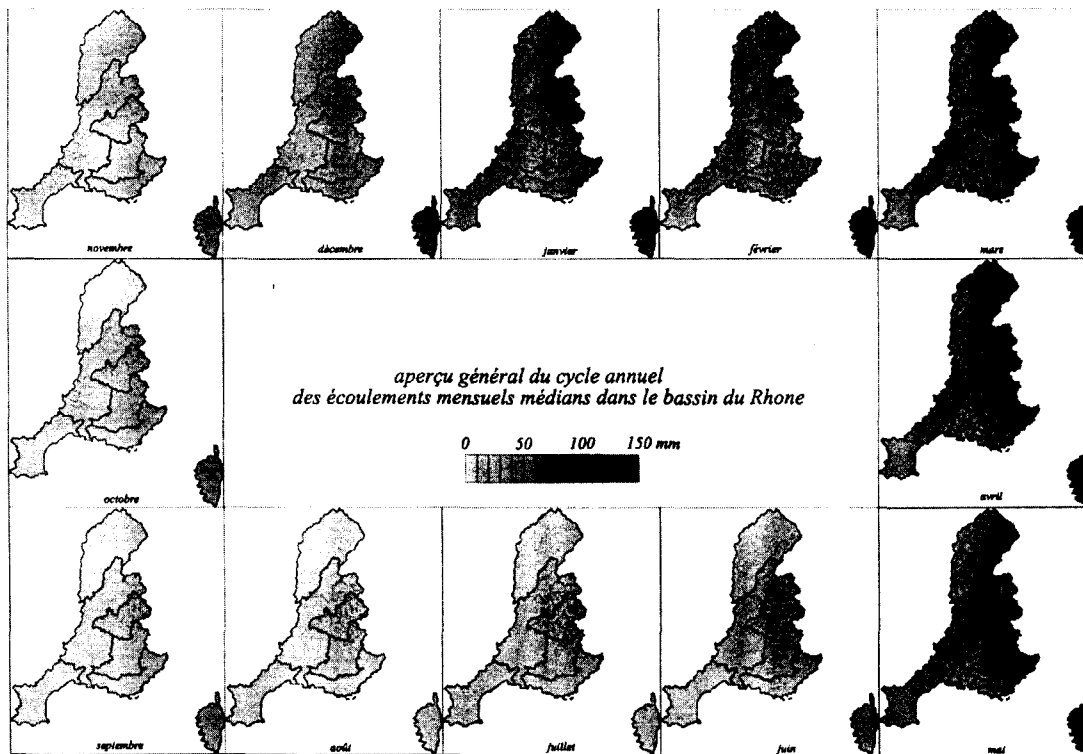 novembre
décembre
janvier
février
mars
octobre
aperçu général du cycle annuel
des écoulements mensuels médians dans le bassin du Rhone
0 50 100 150 mm
avril
septembre
août
juillet
juin
mai